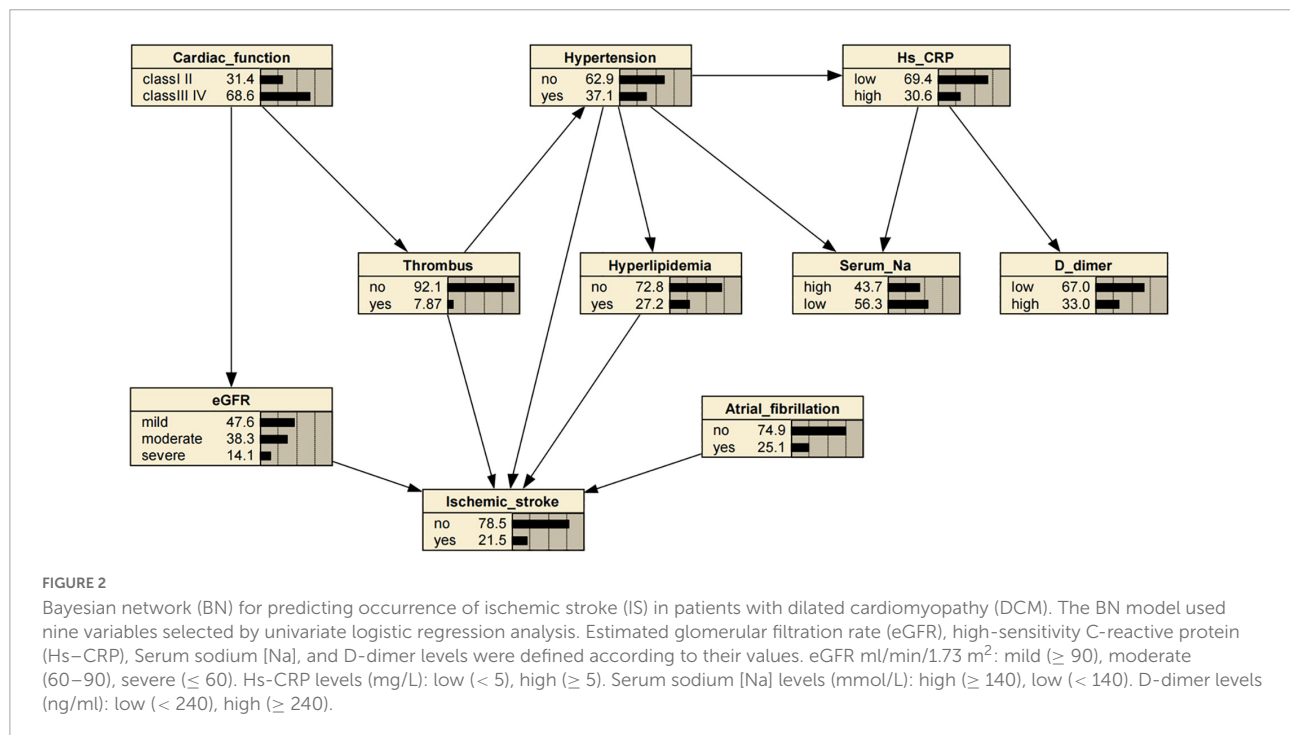 Cardiac_function
classI II 31.4
classIII IV 68.6
Hypertension
no 62.9
yes 37.1
Hs_CRP
low 69.4
high 30.6
Thrombus
no 92.1
yes 7.87
Hyperlipidemia
no 72.8
yes 27.2
Serum_Na
high 43.7
low 56.3
D_dimer
low 67.0
high 33.0
eGFR
mild 47.6
moderate 38.3
severe 14.1
Atrial_fibrillation
no 74.9
yes 25.1
Ischemic_stroke
no 78.5
yes 21.5
FIGURE 2
Bayesian network (BN) for predicting occurrence of ischemic stroke (IS) in patients with dilated cardiomyopathy (DCM). The BN model used
nine variables selected by univariate logistic regression analysis. Estimated glomerular filtration rate (eGFR), high-sensitivity C-reactive protein
(Hs–CRP), Serum sodium [Na], and D-dimer levels were defined according to their values. eGFR ml/min/1.73 m²: mild (≥ 90), moderate
(60–90), severe (≤ 60). Hs-CRP levels (mg/L): low (< 5), high (≥ 5). Serum sodium [Na] levels (mmol/L): high (≥ 140), low (< 140). D-dimer levels
(ng/ml): low (< 240), high (≥ 240).